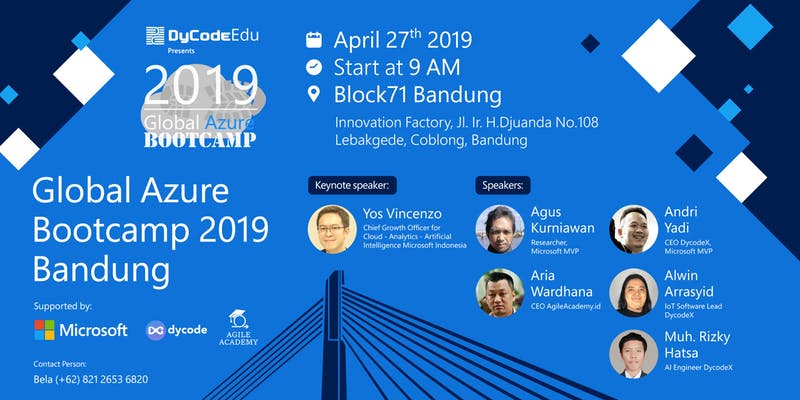 DyCodeEdu
Presents
2019
Global Azure
BOOTCAMP
April 27th 2019
Start at 9 AM
Block71 Bandung
Innovation Factory, Jl. Ir. H.Djuanda No.108
Lebakgede, Coblong, Bandung
Global Azure
Bootcamp 2019
Bandung
Supported by:
Microsoft
DC dycode
AGILE
ACADEMY
Contact Person:
Bela (+62) 821 2653 6820
Keynote speaker:
Yos Vincenzo
Chief Growth Officer for
Cloud - Analytics - Artificial
Intelligence Microsoft Indonesia
Speakers:
Agus
Kurniawan
Researcher,
Microsoft MVP
Andri
Yadi
CEO DycodeX,
Microsoft MVP
Aria
Wardhana
CEO AgileAcademy.id
Alwin
Arrasyid
IoT Software Lead
DycodeX
Muh. Rizky
Hatsa
AI Engineer DycodeX